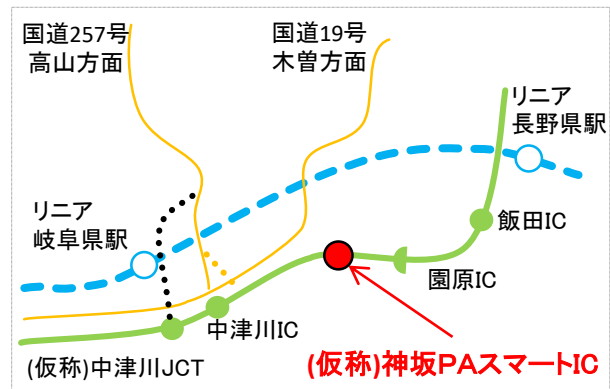 国道257号
高山方面
国道19号
木曽方面
リニア
長野県駅
リニア
岐阜県駅
飯田IC
園原IC
中津川IC
(仮称)神坂PAスマートIC
(仮称)中津川JCT